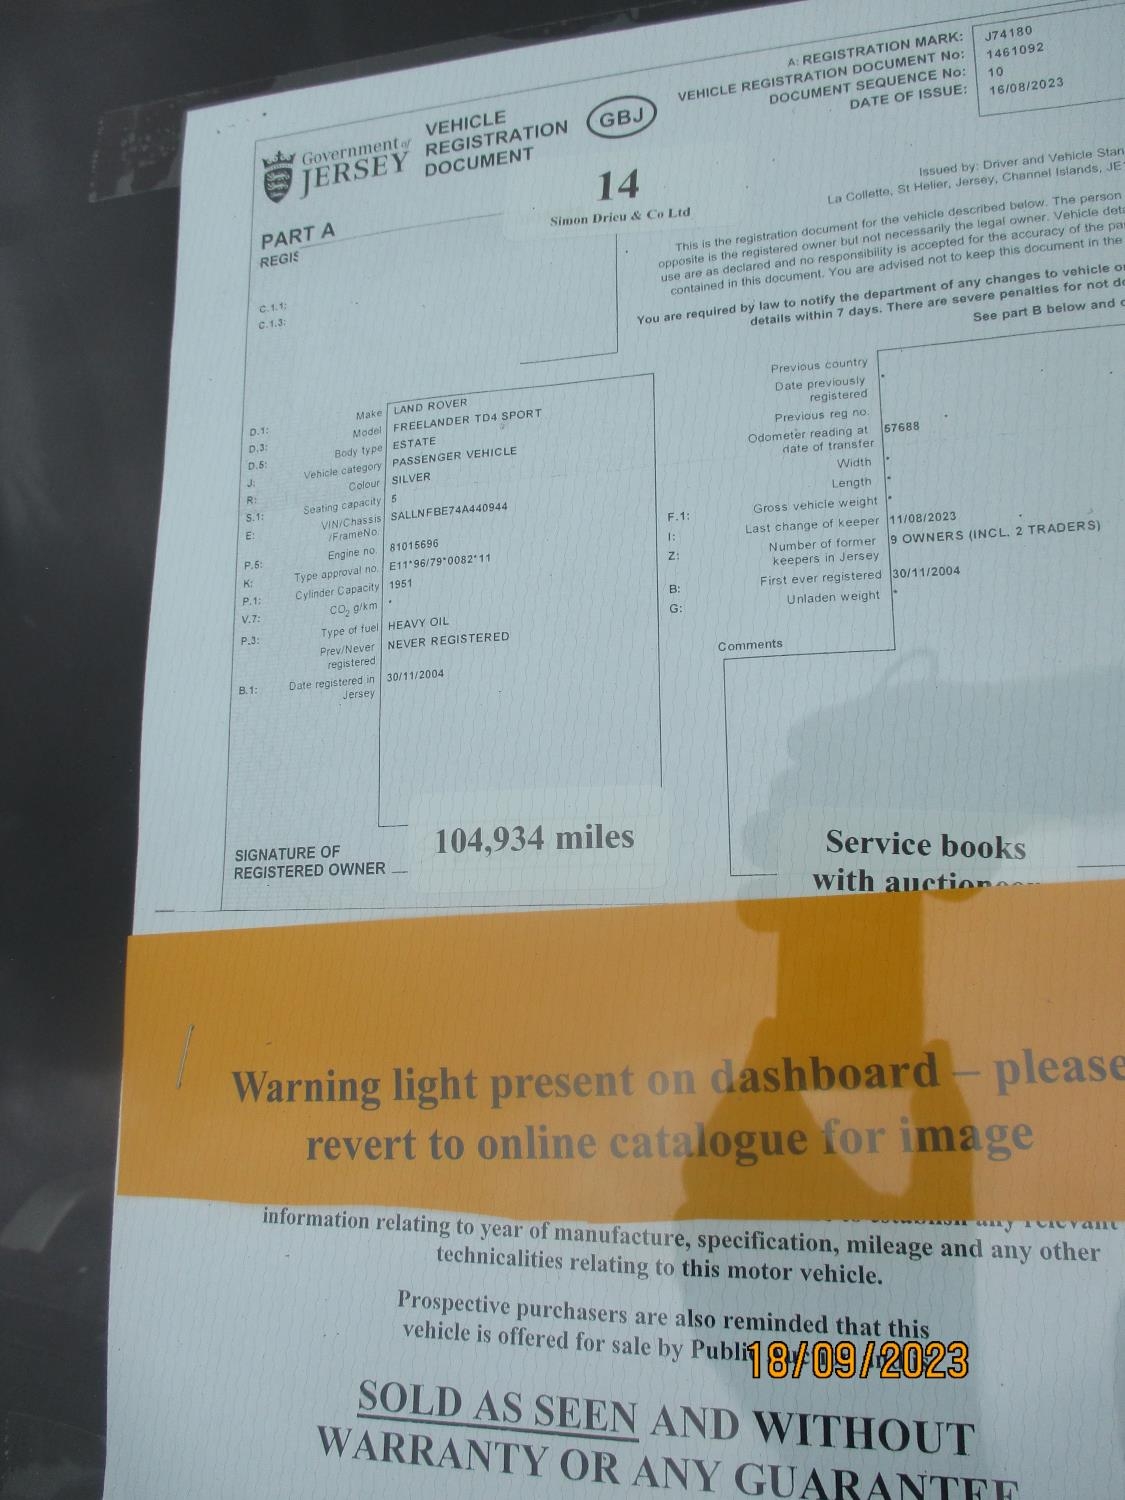 A: REGISTRATION MARK: J74180
VEHICLE REGISTRATION DOCUMENT No: 1461092
DOCUMENT SEQUENCE No: 10
DATE OF ISSUE: 16/08/2023
Government of
JERSEY
VEHICLE
REGISTRATION
DOCUMENT
GBJ
14
Simon Drieu & Co Ltd
Issued by: Driver and Vehicle Stan
La Collette, St Helier, Jersey, Channel Islands, JE
This is the registration document for the vehicle described below. The person
opposite is the registered owner but not necessarily the legal owner. Vehicle deta
use are as declared and no responsibility is accepted for the accuracy of the pa
contained in this document. You are advised not to keep this document in the
You are required by law to notify the department of any changes to vehicle o
details within 7 days. There are severe penalties for not d
See part B below and
PART A
REGIS
C.1.1:
C.1.3:
D.1: Make LAND ROVER
D.3: Model FREELANDER TD4 SPORT
D.5: Body type ESTATE
J: Vehicle category PASSENGER VEHICLE
R: Colour SILVER
S.1: Seating capacity 5
E: VIN/Chassis SALLNFBE74A440944
/FrameNo.
P.5: Engine no. 81015696
K: Type approval no. E11*96/79*0082*11
P.1: Cylinder Capacity 1951
V.7: CO2 g/km *
P.3: Type of fuel HEAVY OIL
Prev/Never NEVER REGISTERED
registered
B.1: Date registered in 30/11/2004
Jersey
Previous country
Date previously *
registered
Previous reg no.
Odometer reading at 57688
date of transfer
Width *
Length *
F.1: Gross vehicle weight *
I: Last change of keeper 11/08/2023
Z: Number of former 9 OWNERS (INCL. 2 TRADERS)
keepers in Jersey
B: First ever registered 30/11/2004
G: Unladen weight *
Comments
SIGNATURE OF
REGISTERED OWNER
104,934 miles
Service books
with auctioneer
Warning light present on dashboard – please
revert to online catalogue for image
to establish any relevant
information relating to year of manufacture, specification, mileage and any other
technicalities relating to this motor vehicle.
Prospective purchasers are also reminded that this
vehicle is offered for sale by Public
18/09/2023
SOLD AS SEEN AND WITHOUT
WARRANTY OR ANY GUARANTEE